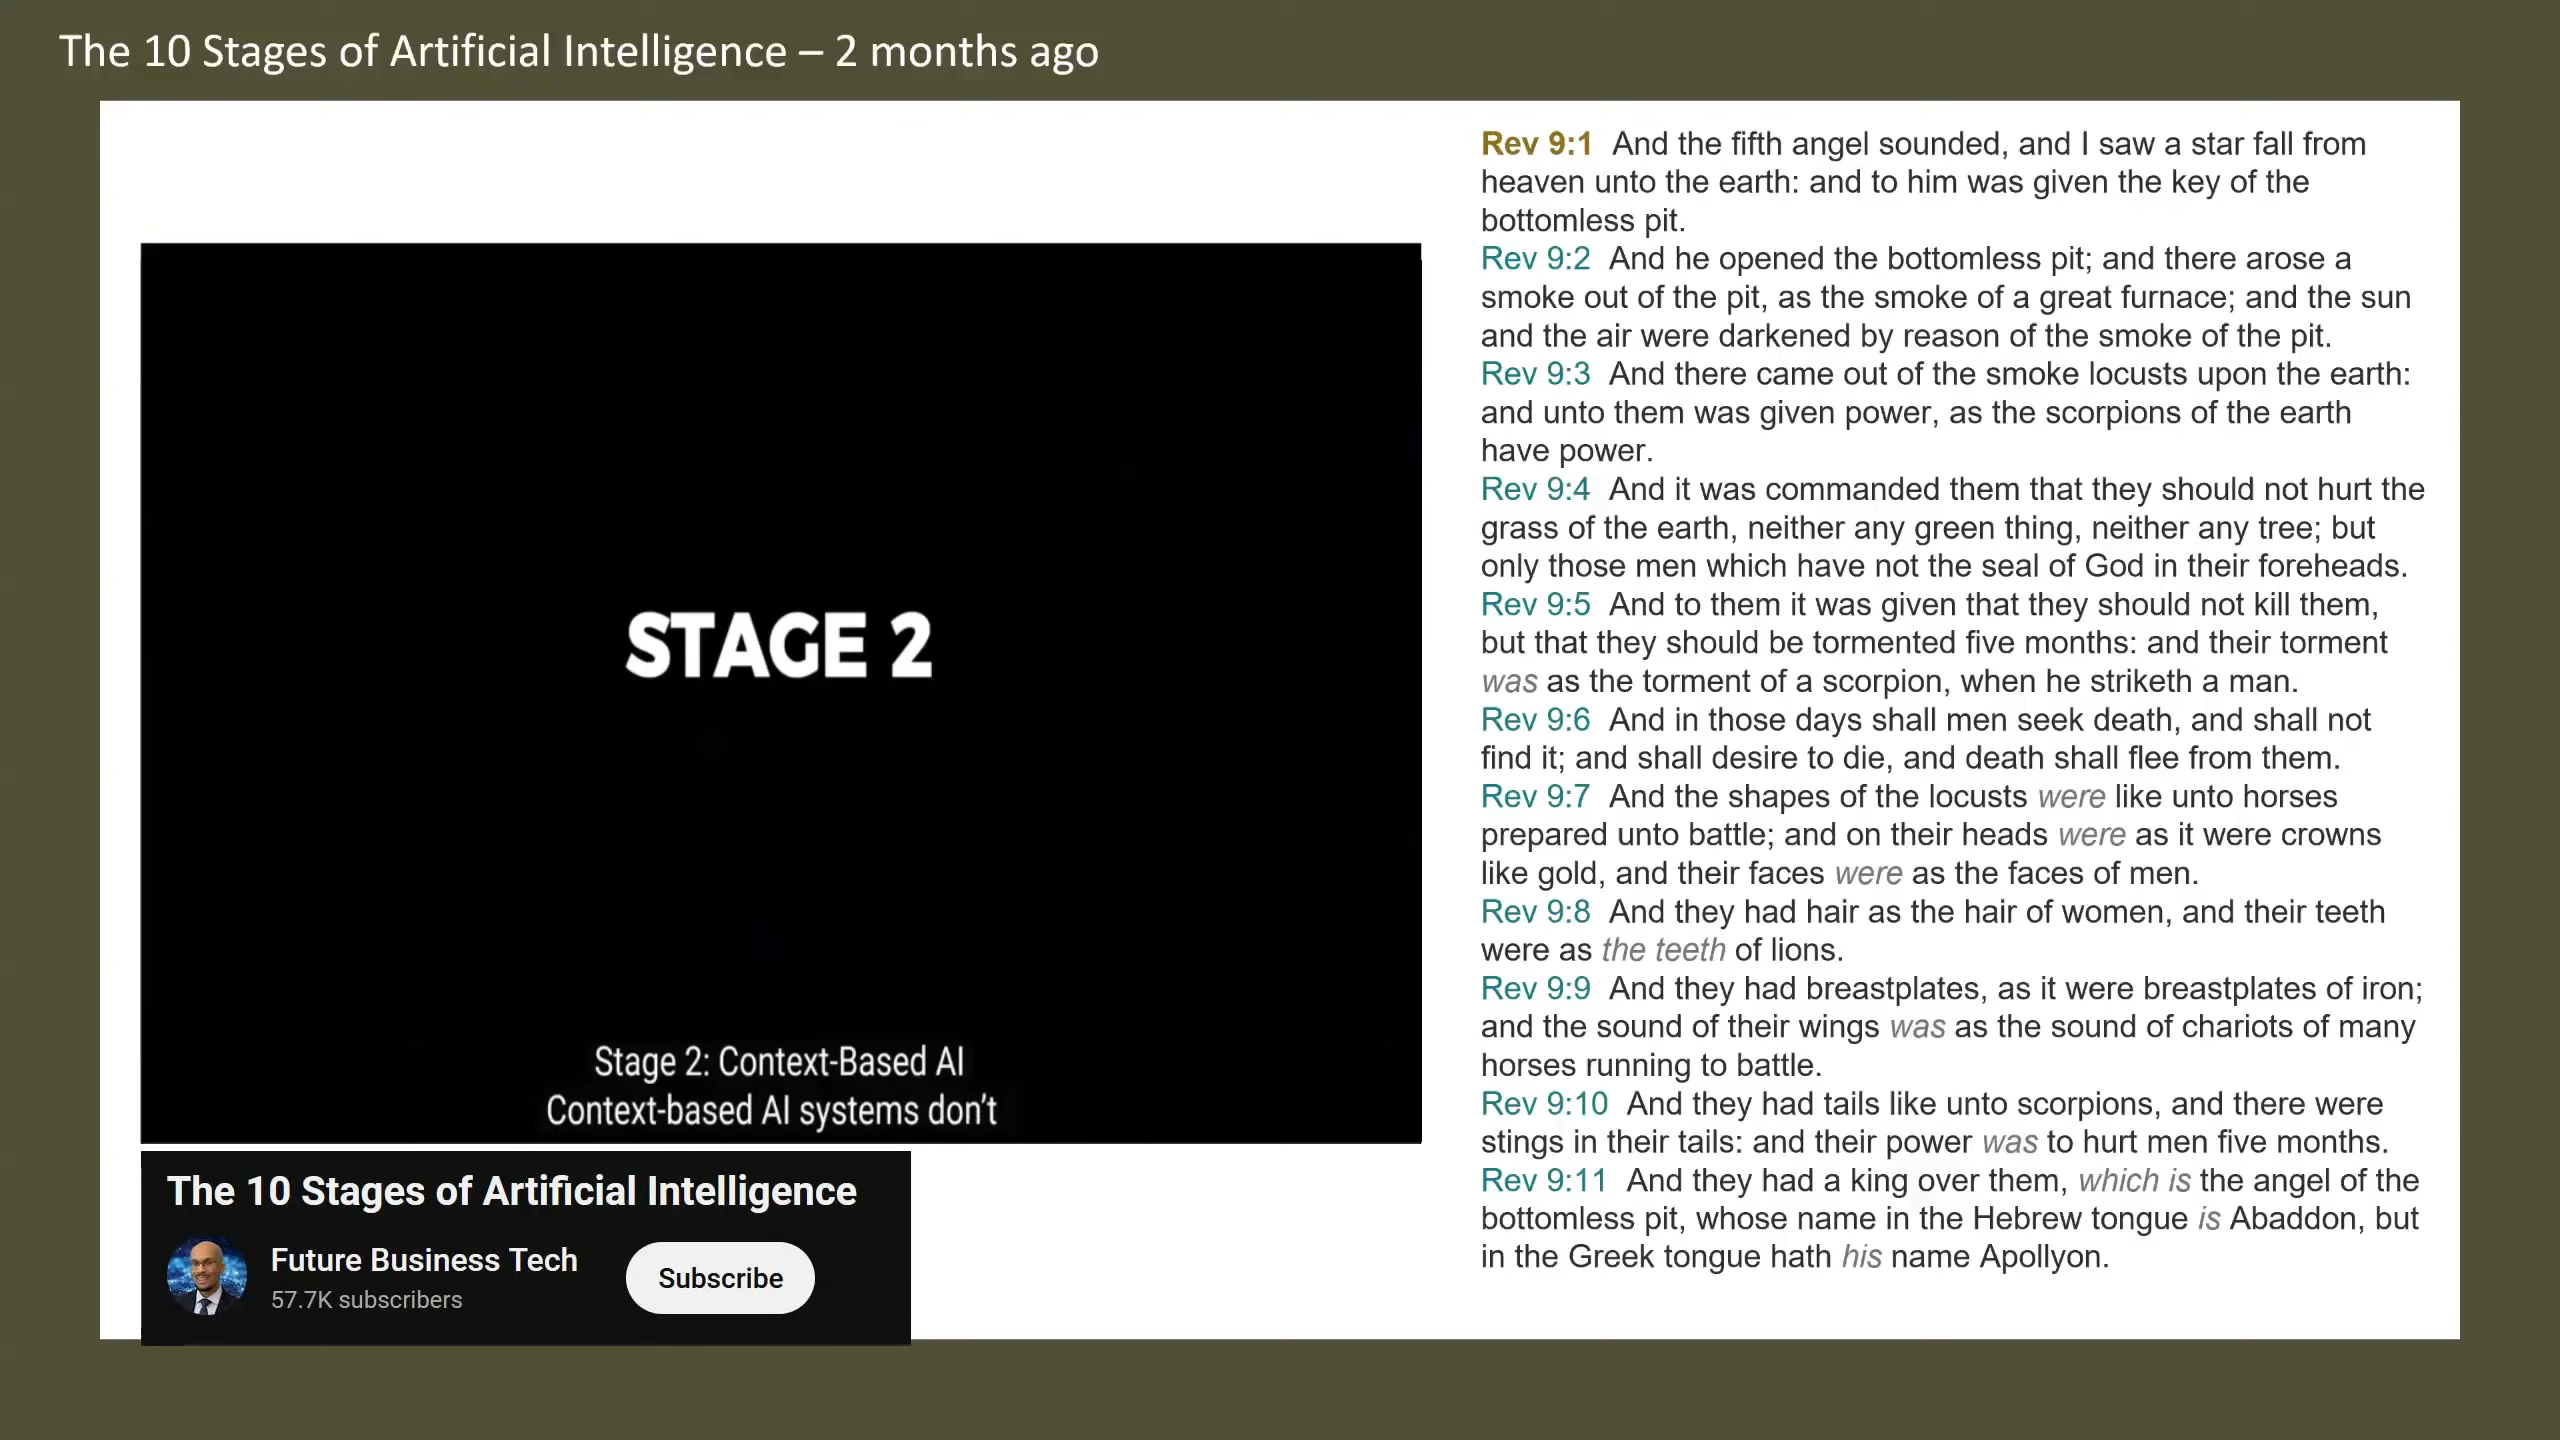 The 10 Stages of Artificial Intelligence – 2 months ago
STAGE 2
Stage 2: Context-Based AI
Context-based AI systems don’t
The 10 Stages of Artificial Intelligence
Future Business Tech
57.7K subscribers
Subscribe
Rev 9:1 And the fifth angel sounded, and I saw a star fall from
heaven unto the earth: and to him was given the key of the
bottomless pit.
Rev 9:2 And he opened the bottomless pit; and there arose a
smoke out of the pit, as the smoke of a great furnace; and the sun
and the air were darkened by reason of the smoke of the pit.
Rev 9:3 And there came out of the smoke locusts upon the earth:
and unto them was given power, as the scorpions of the earth
have power.
Rev 9:4 And it was commanded them that they should not hurt the
grass of the earth, neither any green thing, neither any tree; but
only those men which have not the seal of God in their foreheads.
Rev 9:5 And to them it was given that they should not kill them,
but that they should be tormented five months: and their torment
was as the torment of a scorpion, when he striketh a man.
Rev 9:6 And in those days shall men seek death, and shall not
find it; and shall desire to die, and death shall flee from them.
Rev 9:7 And the shapes of the locusts were like unto horses
prepared unto battle; and on their heads were as it were crowns
like gold, and their faces were as the faces of men.
Rev 9:8 And they had hair as the hair of women, and their teeth
were as the teeth of lions.
Rev 9:9 And they had breastplates, as it were breastplates of iron;
and the sound of their wings was as the sound of chariots of many
horses running to battle.
Rev 9:10 And they had tails like unto scorpions, and there were
stings in their tails: and their power was to hurt men five months.
Rev 9:11 And they had a king over them, which is the angel of the
bottomless pit, whose name in the Hebrew tongue is Abaddon, but
in the Greek tongue hath his name Apollyon.